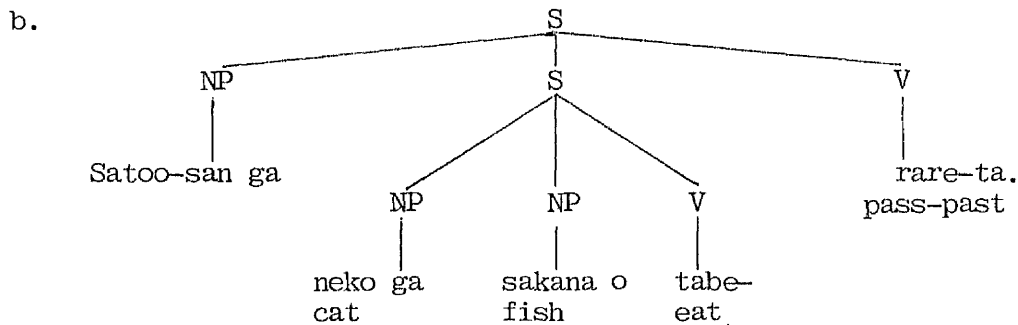 b. S
NP S V
Satoo-san ga rare-ta.
pass-past
NP NP V
neko ga sakana o tabe-
cat fish eat